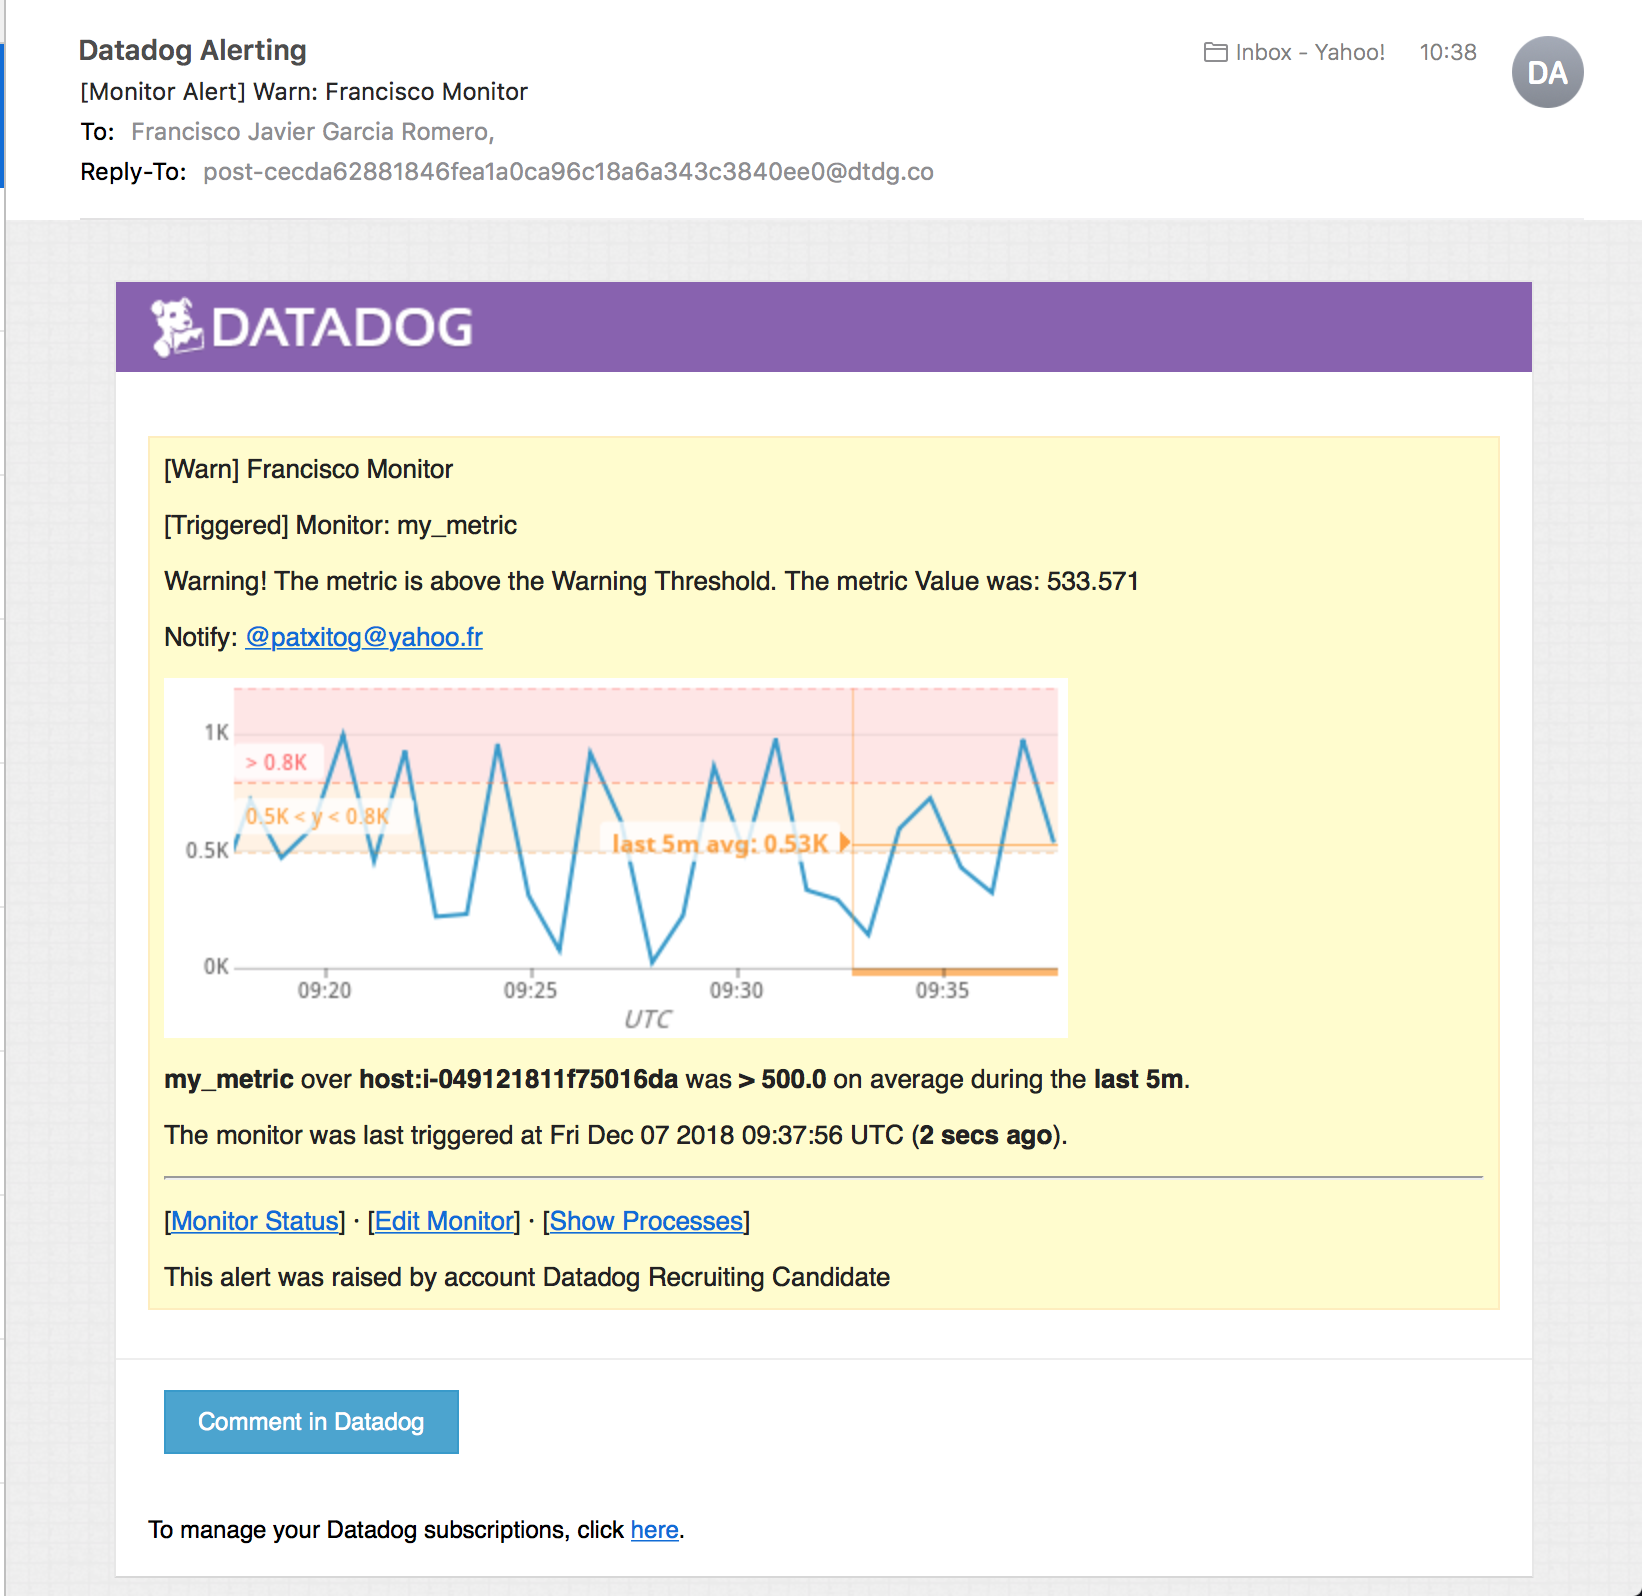 Datadog Alerting
Inbox - Yahoo! 10:38
DA
[Monitor Alert] Warn: Francisco Monitor
To: Francisco Javier Garcia Romero,
Reply-To: post-cecda62881846fea1a0ca96c18a6a343c3840ee0@dtdg.co
DATADOG
[Warn] Francisco Monitor
[Triggered] Monitor: my_metric
Warning! The metric is above the Warning Threshold. The metric Value was: 533.571
Notify: @patxitog@yahoo.fr
1K
> 0.8K
0.5K < y < 0.8K
last 5m avg: 0.53K
0.5K
0K
09:20 09:25 09:30 09:35
UTC
my_metric over host:i-049121811f75016da was > 500.0 on average during the last 5m.
The monitor was last triggered at Fri Dec 07 2018 09:37:56 UTC (2 secs ago).
[Monitor Status] · [Edit Monitor] · [Show Processes]
This alert was raised by account Datadog Recruiting Candidate
Comment in Datadog
To manage your Datadog subscriptions, click here.